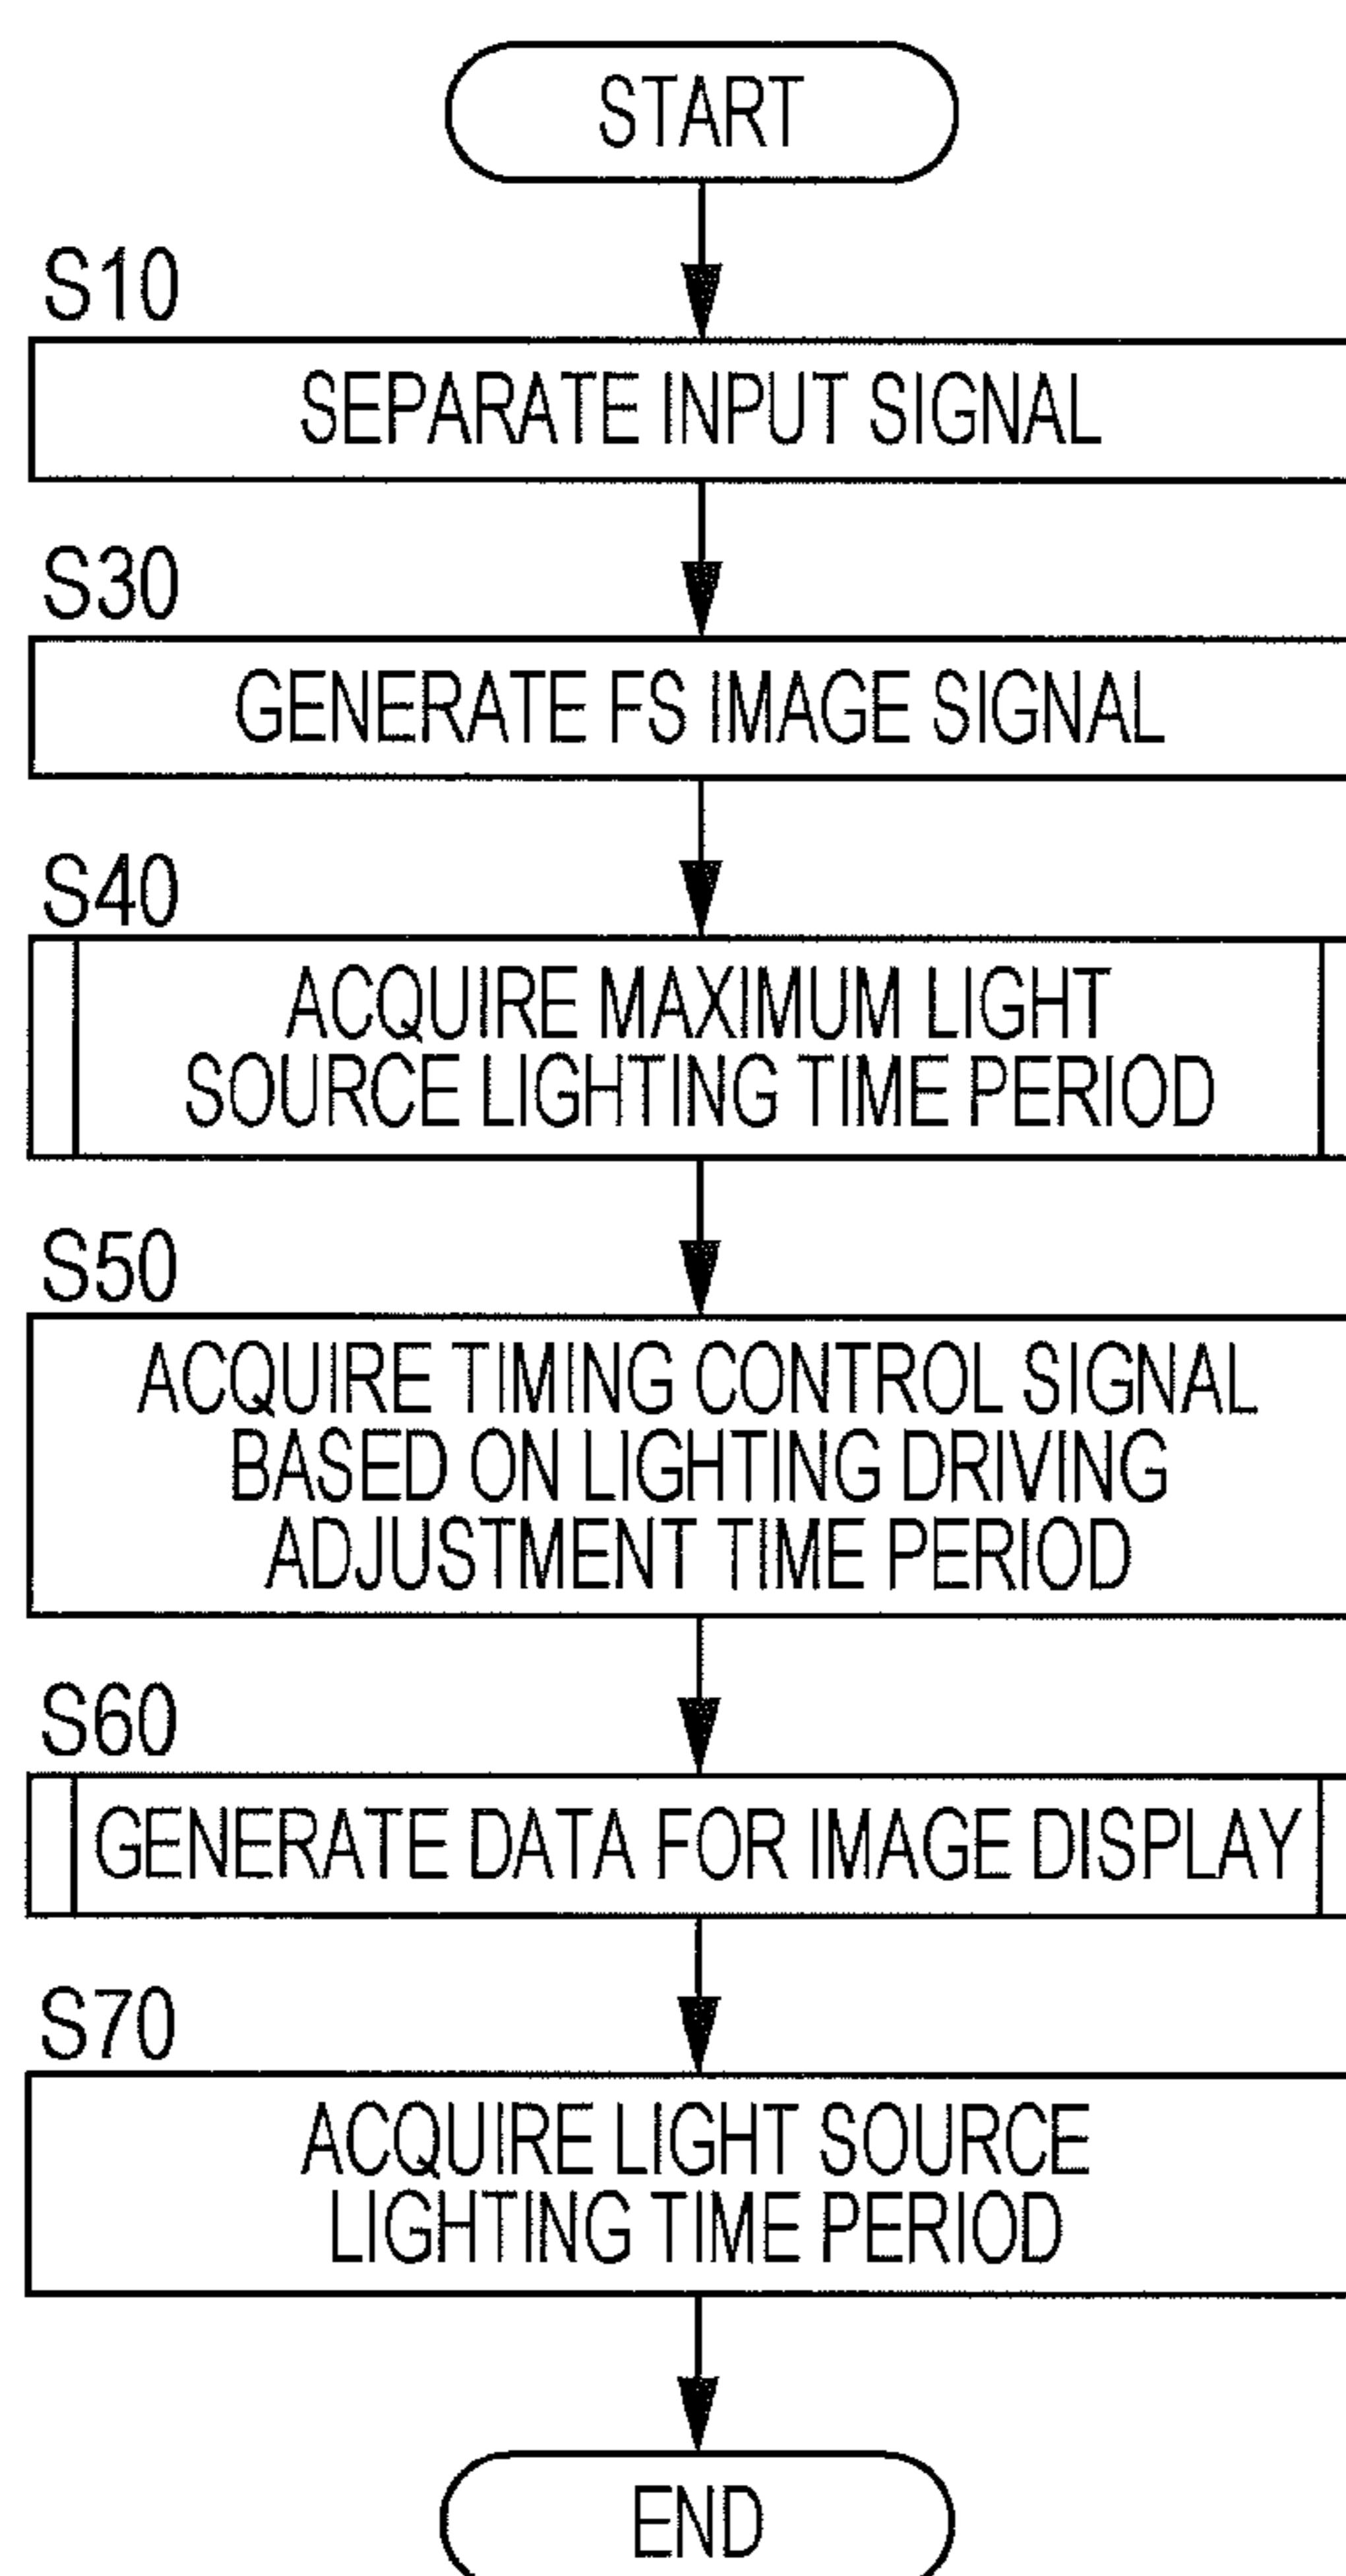 START
S10
SEPARATE INPUT SIGNAL
S30
GENERATE FS IMAGE SIGNAL
S40
ACQUIRE MAXIMUM LIGHT
SOURCE LIGHTING TIME PERIOD
S50
ACQUIRE TIMING CONTROL SIGNAL
BASED ON LIGHTING DRIVING
ADJUSTMENT TIME PERIOD
S60
GENERATE DATA FOR IMAGE DISPLAY
S70
ACQUIRE LIGHT SOURCE
LIGHTING TIME PERIOD
END